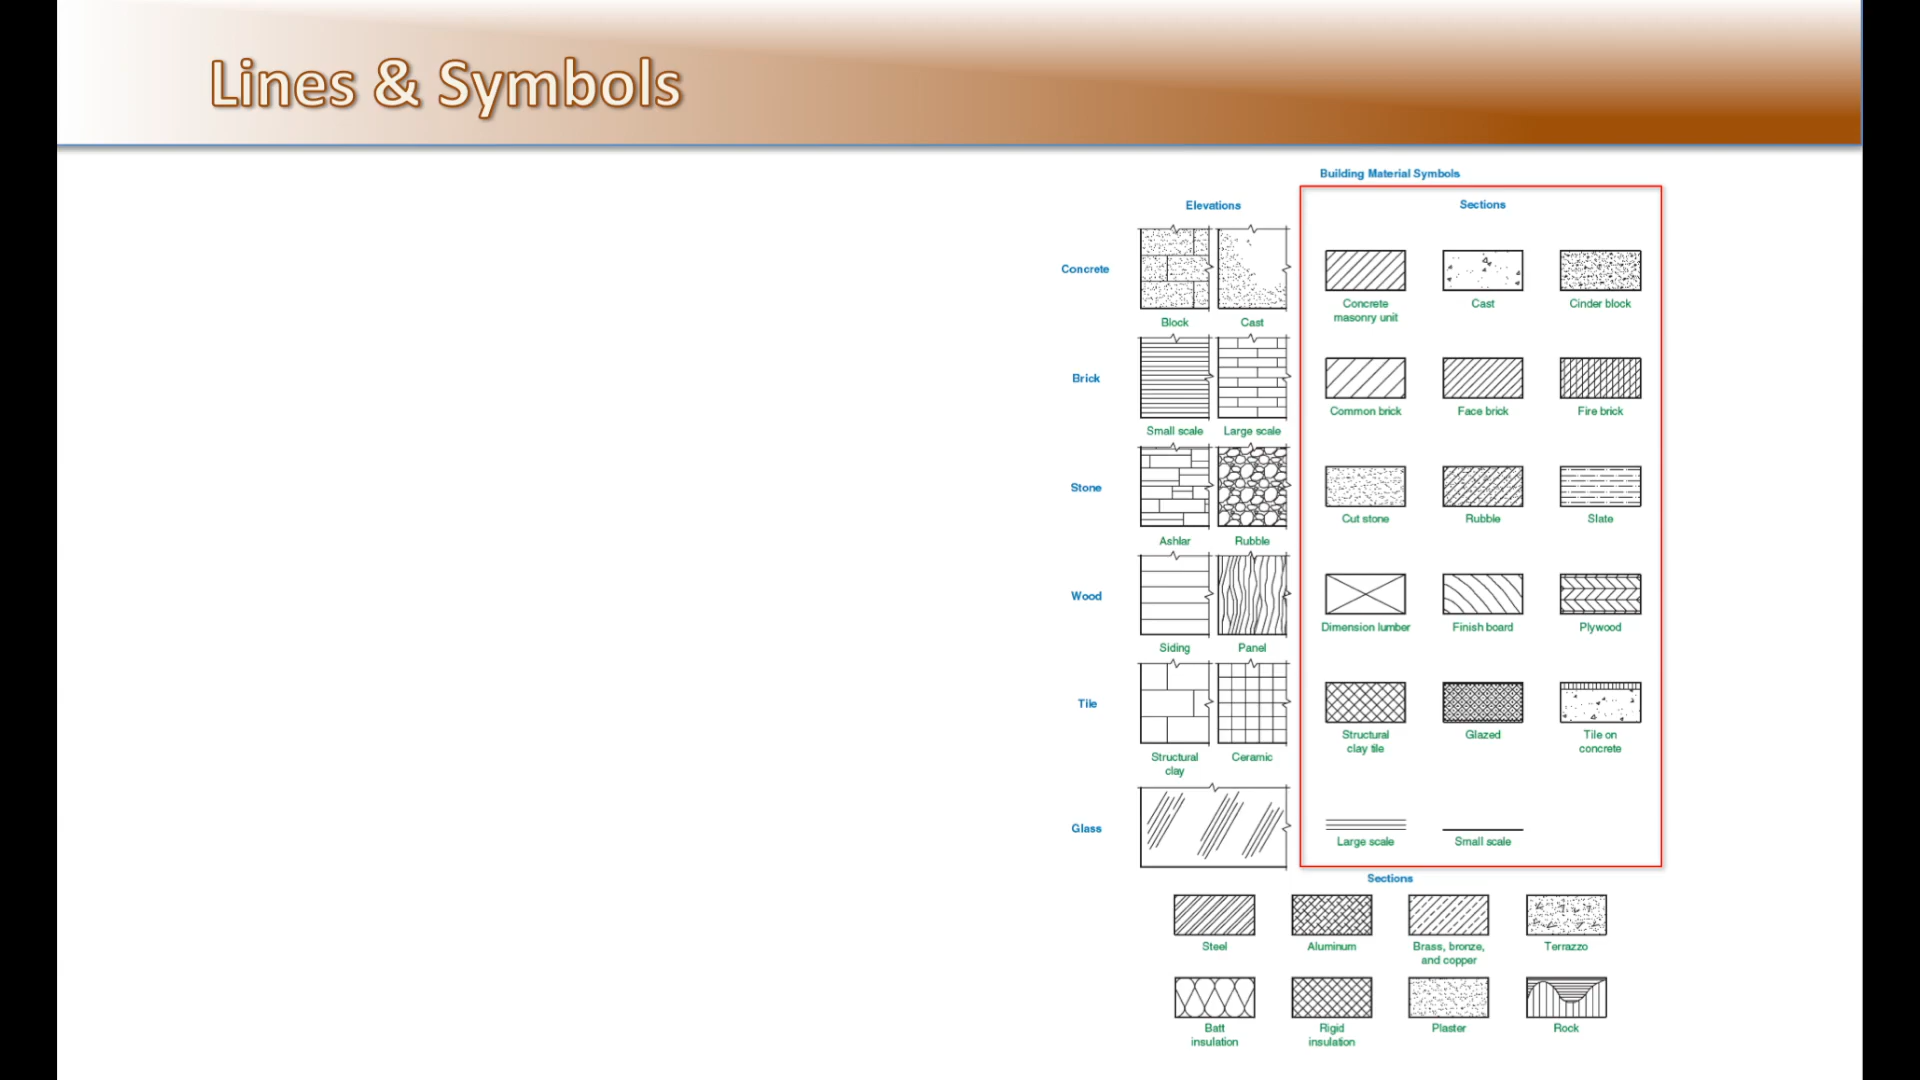 Lines & Symbols
Building Material Symbols
Elevations
Sections
Concrete
Block
Cast
Concrete
masonry unit
Cast
Cinder block
Brick
Small scale
Large scale
Common brick
Face brick
Fire brick
Stone
Ashlar
Rubble
Cut stone
Rubble
Slate
Wood
Siding
Panel
Dimension lumber
Finish board
Plywood
Tile
Structural
clay
Ceramic
Structural
clay tile
Glazed
Tile on
concrete
Glass
Large scale
Small scale
Sections
Steel
Aluminum
Brass, bronze,
and copper
Terrazzo
Batt
insulation
Rigid
insulation
Plaster
Rock